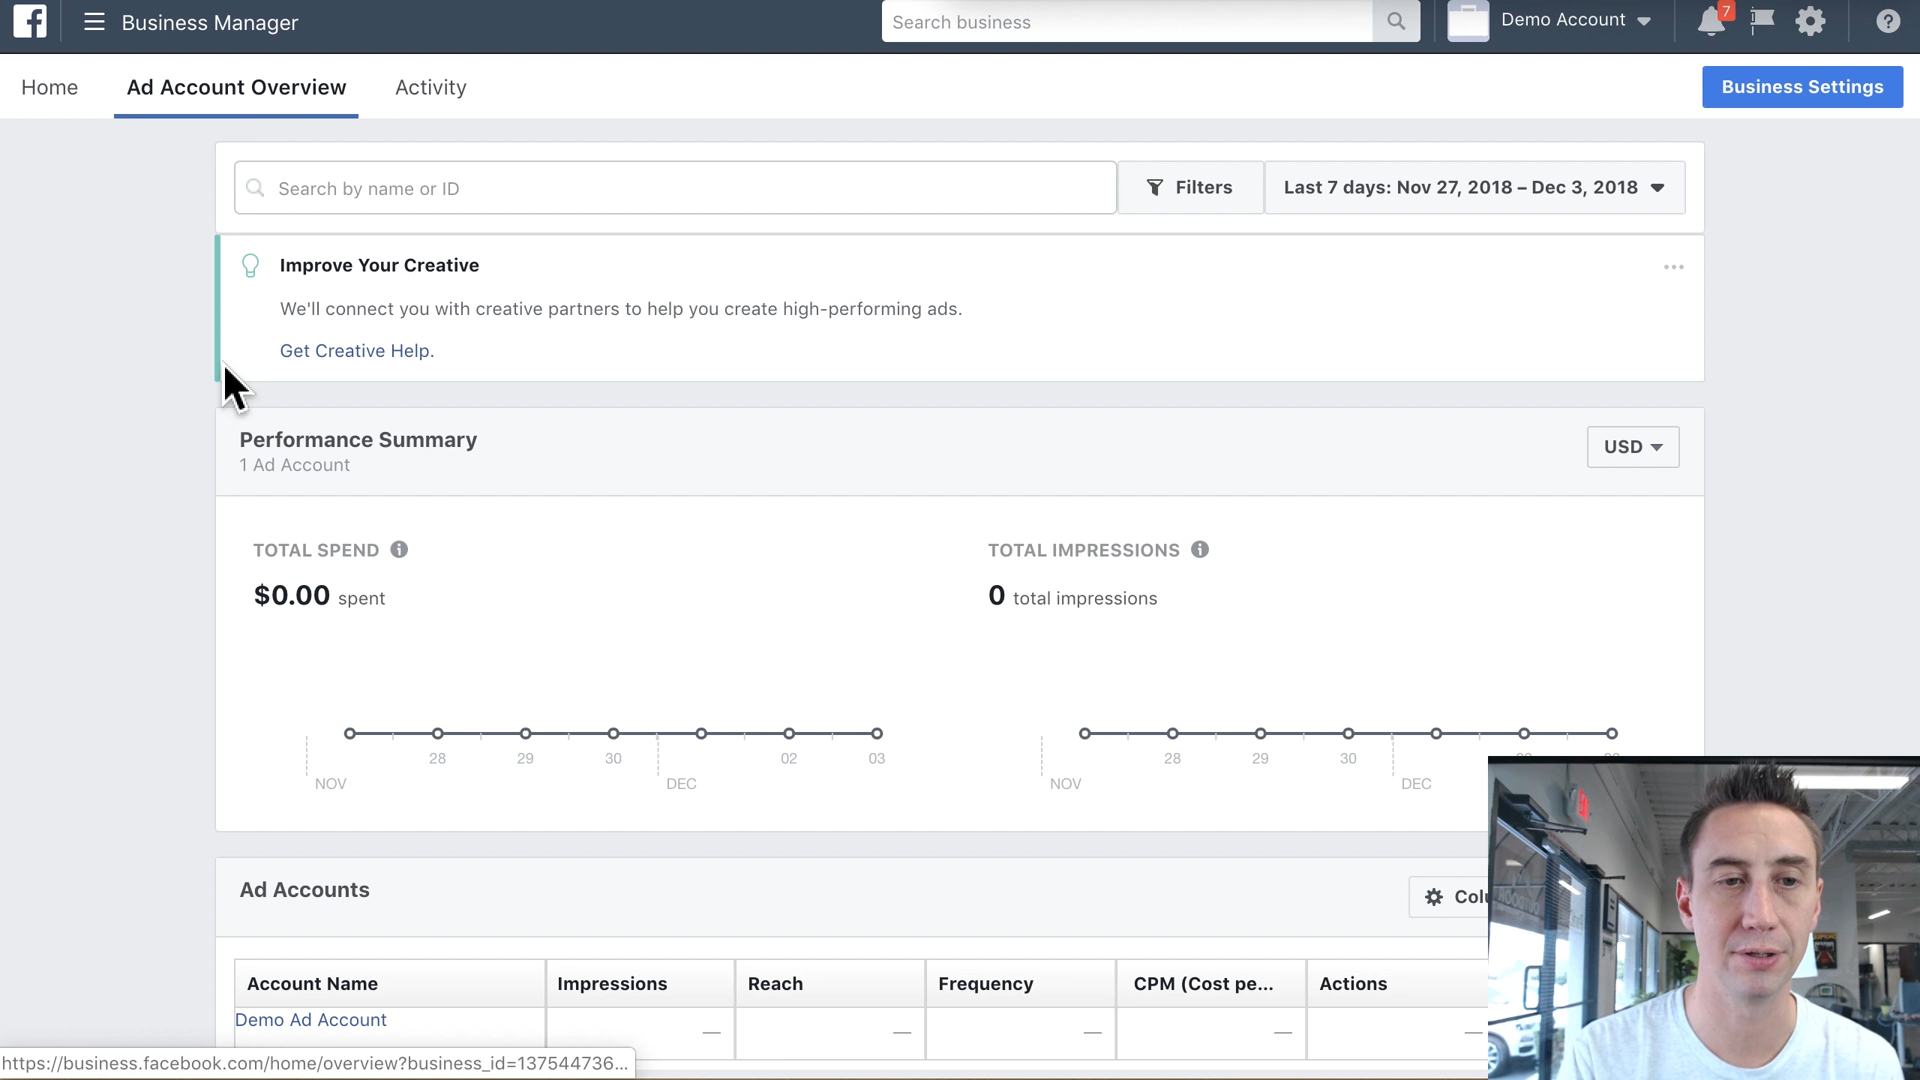 Business Manager
Search business
Demo Account
7
?
Home
Ad Account Overview
Activity
Business Settings
Search by name or ID
Filters
Last 7 days: Nov 27, 2018 – Dec 3, 2018
Improve Your Creative
We'll connect you with creative partners to help you create high-performing ads.
Get Creative Help.
Performance Summary
1 Ad Account
USD
TOTAL SPEND
$0.00 spent
TOTAL IMPRESSIONS
0 total impressions
28 29 30 02 03
NOV DEC
28 29 30
NOV DEC
Ad Accounts
Account Name
Impressions
Reach
Frequency
CPM (Cost pe...
Actions
Demo Ad Account
— — — — —
https://business.facebook.com/home/overview?business_id=137544736...